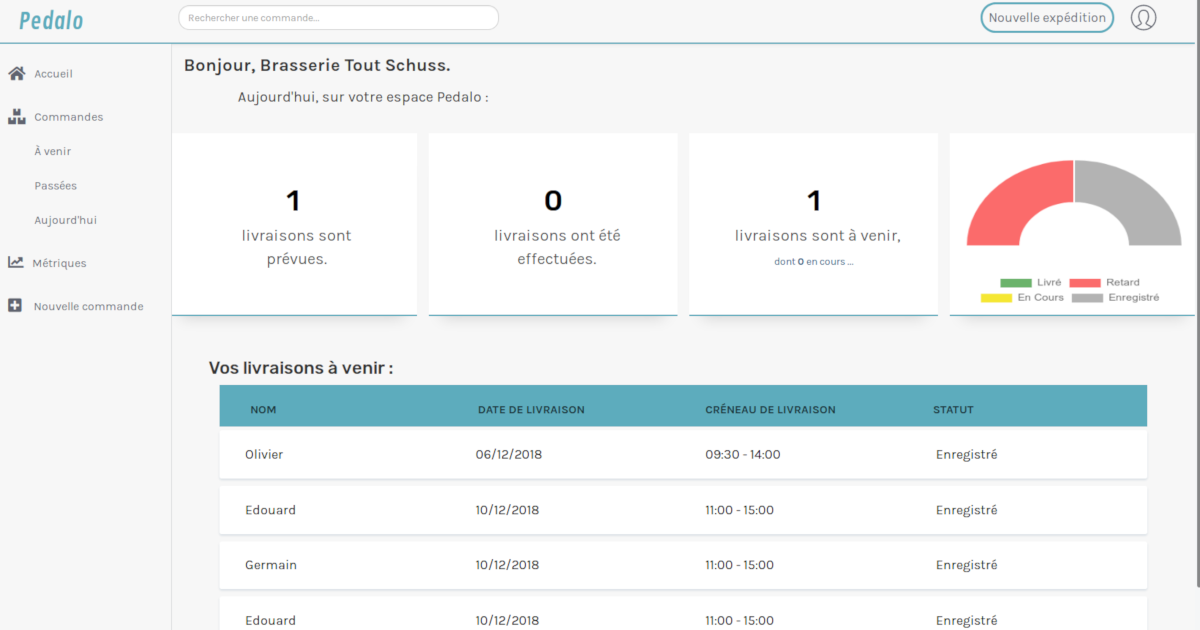 Pedalo
Rechercher une commande...
Nouvelle expédition
Accueil
Commandes
À venir
Passées
Aujourd'hui
Métriques
Nouvelle commande
Bonjour, Brasserie Tout Schuss.
Aujourd'hui, sur votre espace Pedalo :
1
livraisons sont
prévues.
0
livraisons ont été
effectuées.
1
livraisons sont à venir,
dont 0 en cours ...
Livré Retard
En Cours Enregistré
Vos livraisons à venir :
NOM DATE DE LIVRAISON CRÊNEAU DE LIVRAISON STATUT
Olivier 06/12/2018 09:30 - 14:00 Enregistré
Edouard 10/12/2018 11:00 - 15:00 Enregistré
Germain 10/12/2018 11:00 - 15:00 Enregistré
Edouard 10/12/2018 11:00 - 15:00 Enregistré